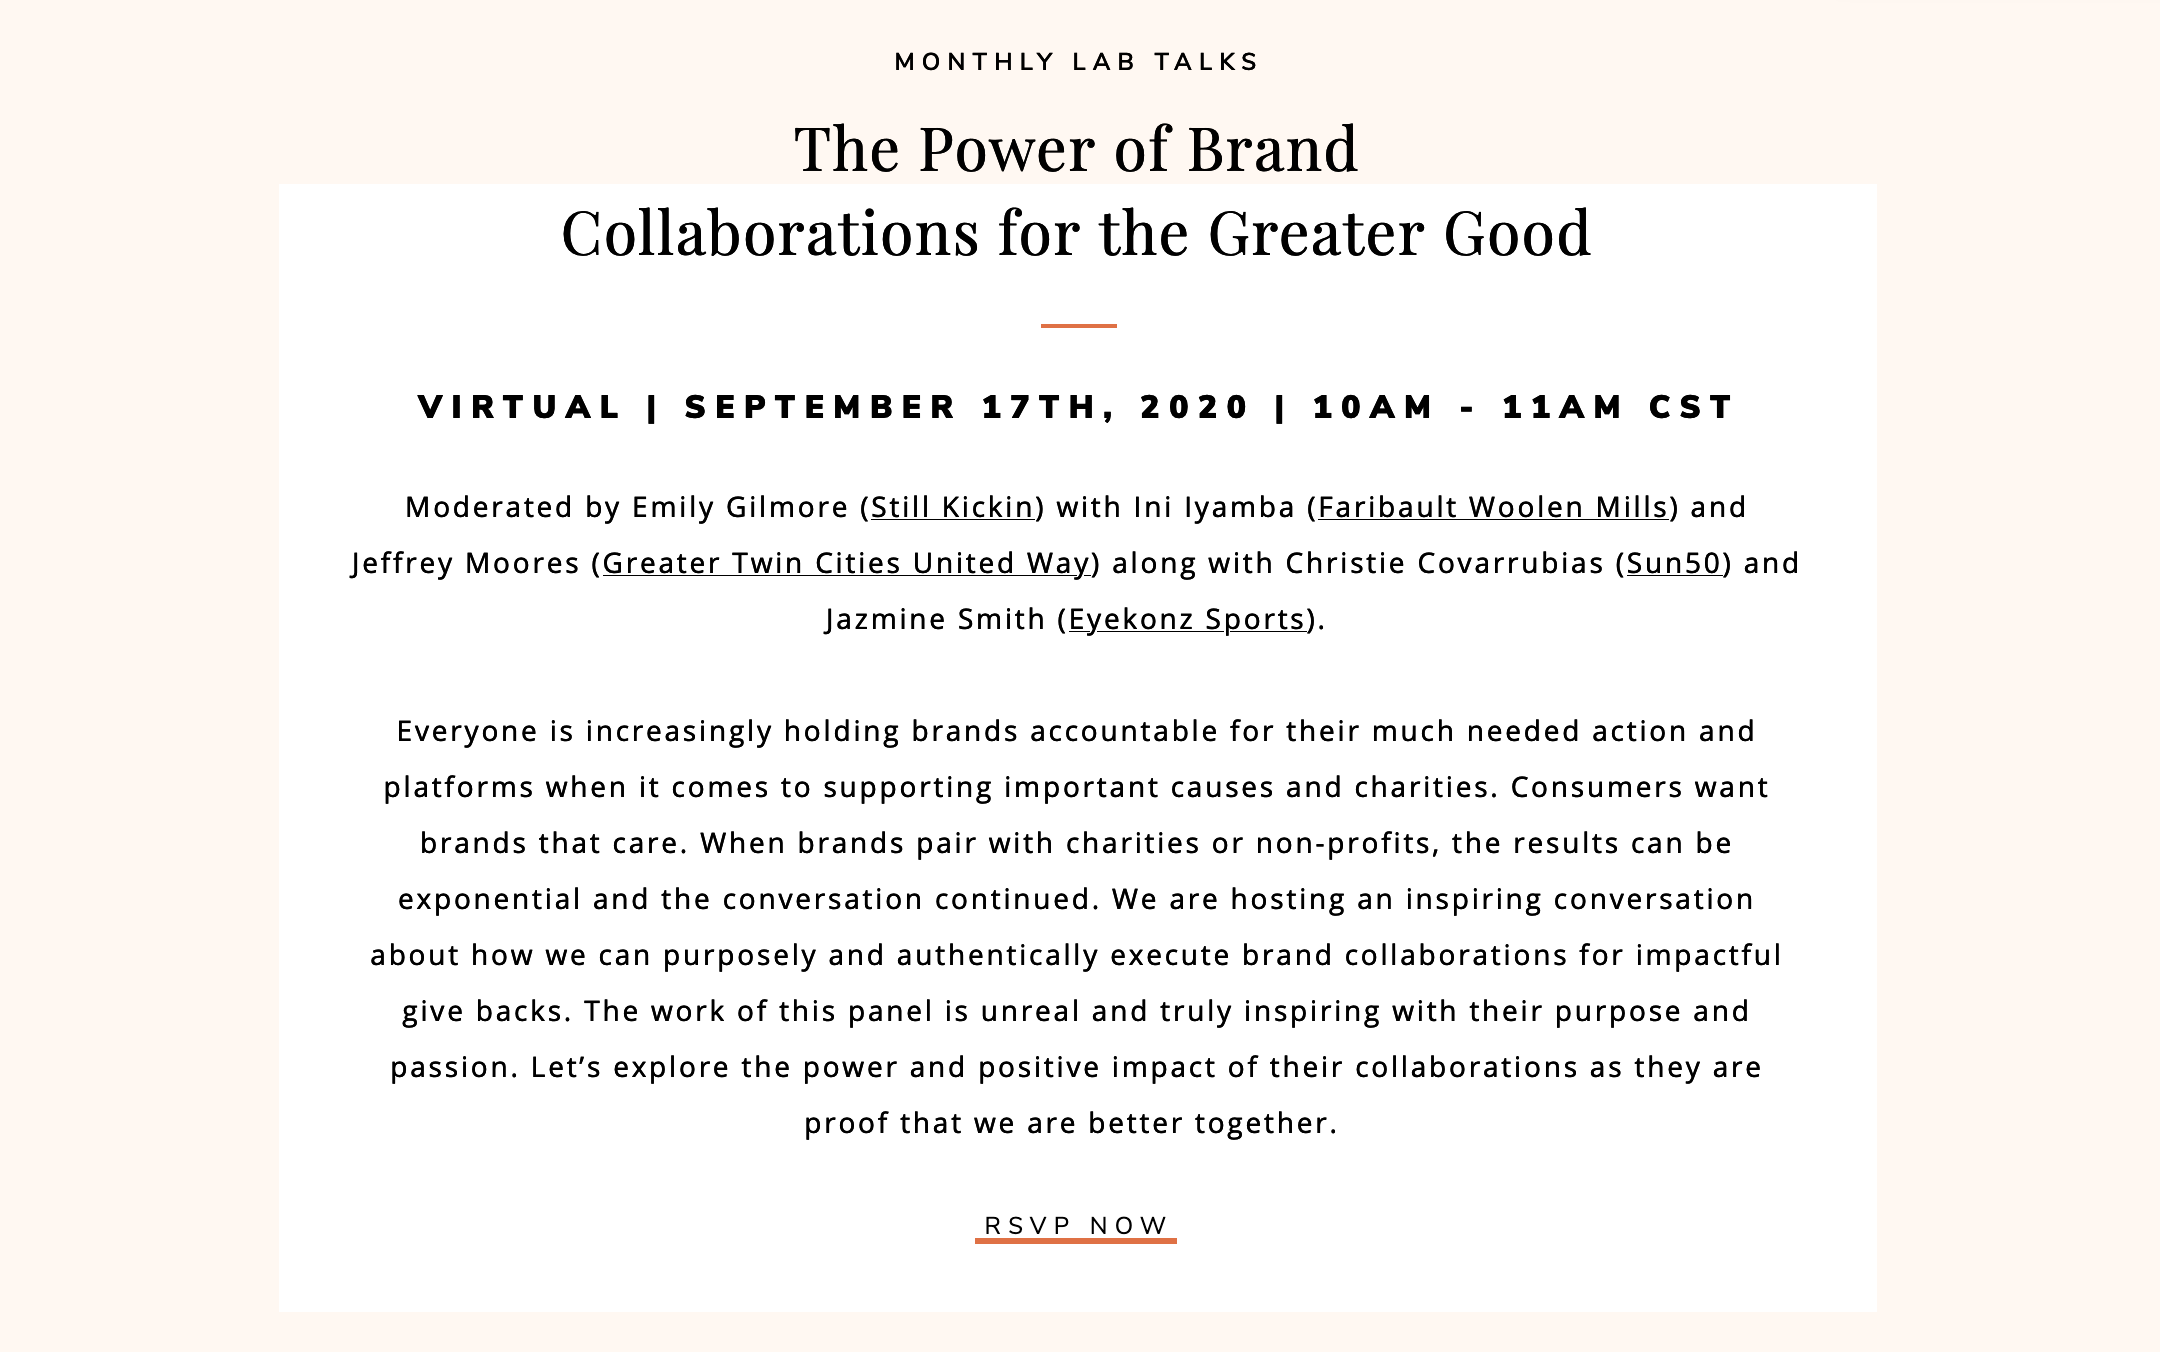 MONTHLY LAB TALKS
The Power of Brand
Collaborations for the Greater Good
VIRTUAL | SEPTEMBER 17TH, 2020 | 10AM - 11AM CST
Moderated by Emily Gilmore (Still Kickin) with Ini Iyamba (Faribault Woolen Mills) and
Jeffrey Moores (Greater Twin Cities United Way) along with Christie Covarrubias (Sun50) and
Jazmine Smith (Eyekonz Sports).
Everyone is increasingly holding brands accountable for their much needed action and
platforms when it comes to supporting important causes and charities. Consumers want
brands that care. When brands pair with charities or non-profits, the results can be
exponential and the conversation continued. We are hosting an inspiring conversation
about how we can purposely and authentically execute brand collaborations for impactful
give backs. The work of this panel is unreal and truly inspiring with their purpose and
passion. Let’s explore the power and positive impact of their collaborations as they are
proof that we are better together.
RSVP NOW